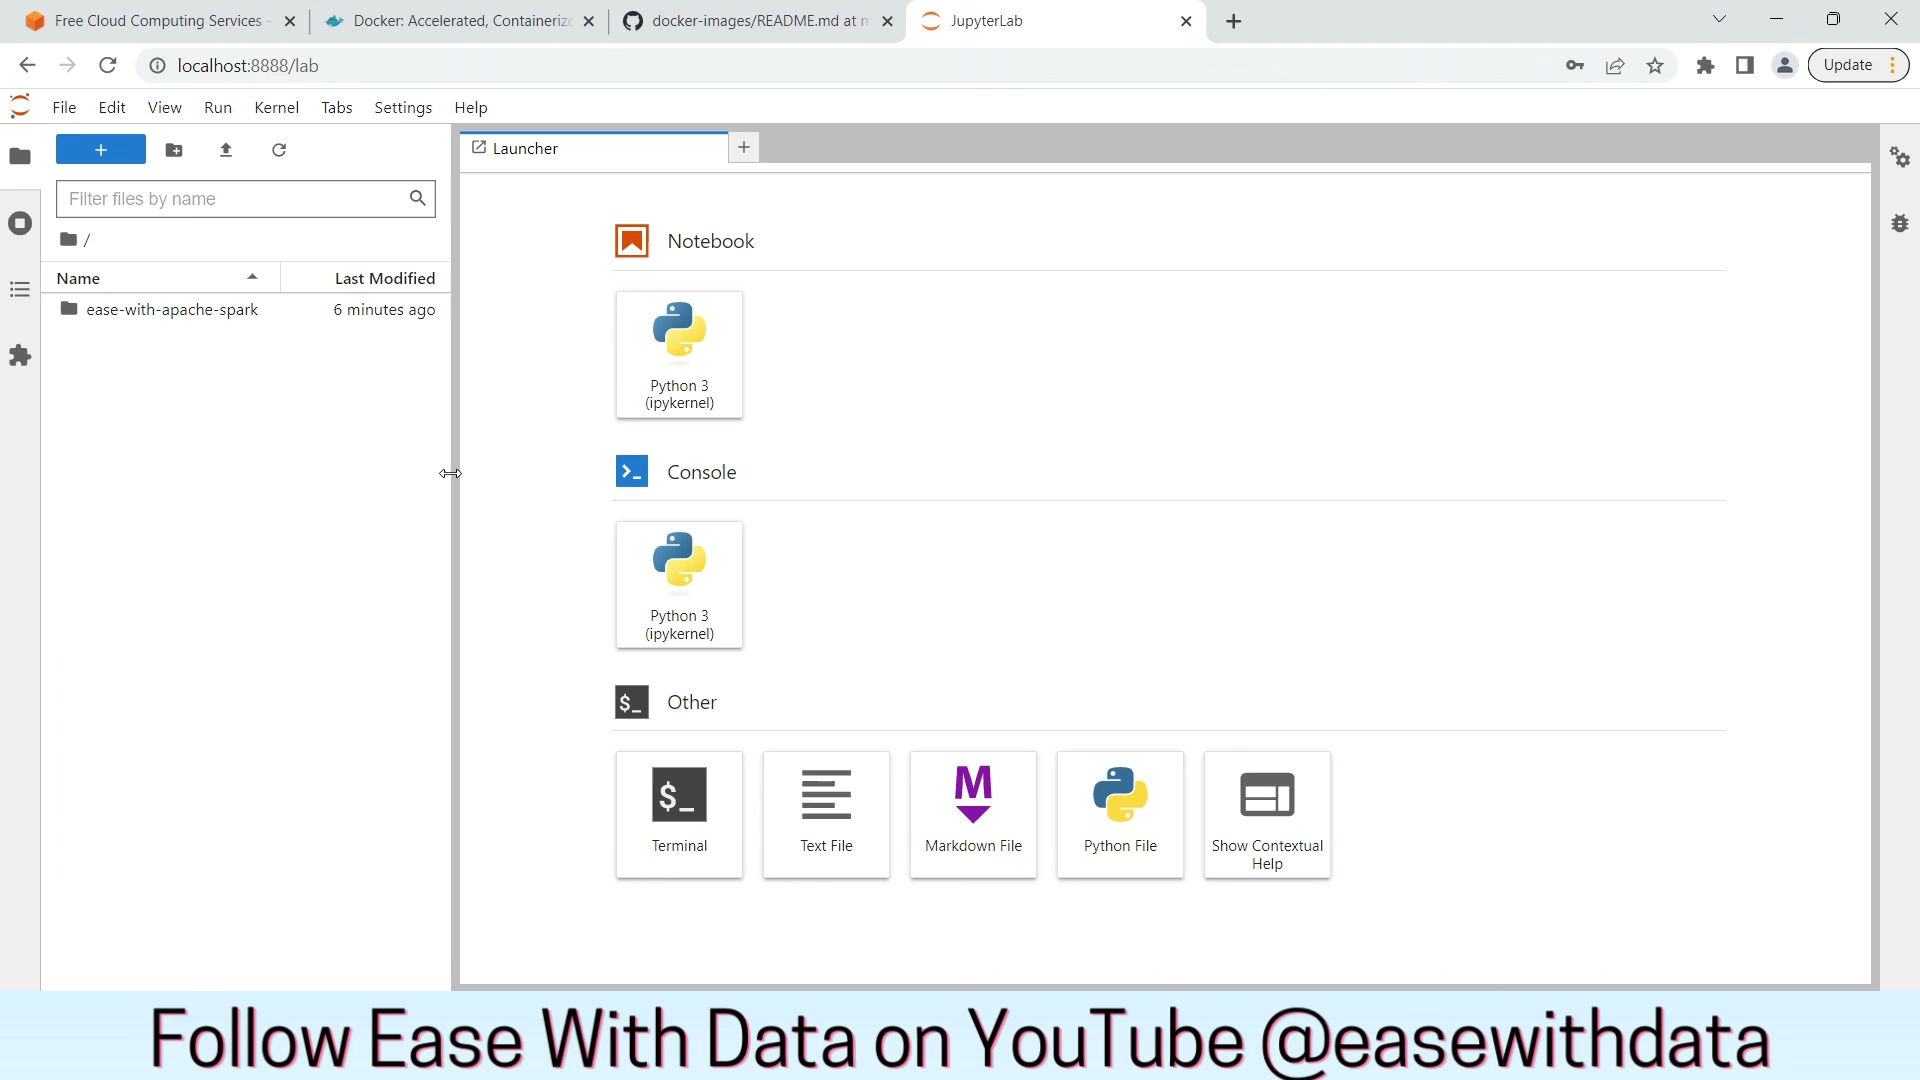 Free Cloud Computing Services -
Docker: Accelerated, Containerize
docker-images/README.md at m
JupyterLab
localhost:8888/lab
Update
File Edit View Run Kernel Tabs Settings Help
Launcher
Filter files by name
/
Name Last Modified
ease-with-apache-spark 6 minutes ago
Notebook
Python 3
(ipykernel)
Console
Python 3
(ipykernel)
$_ Other
$_
Terminal
Text File
M
Markdown File
Python File
Show Contextual
Help
Follow Ease With Data on YouTube @easewithdata